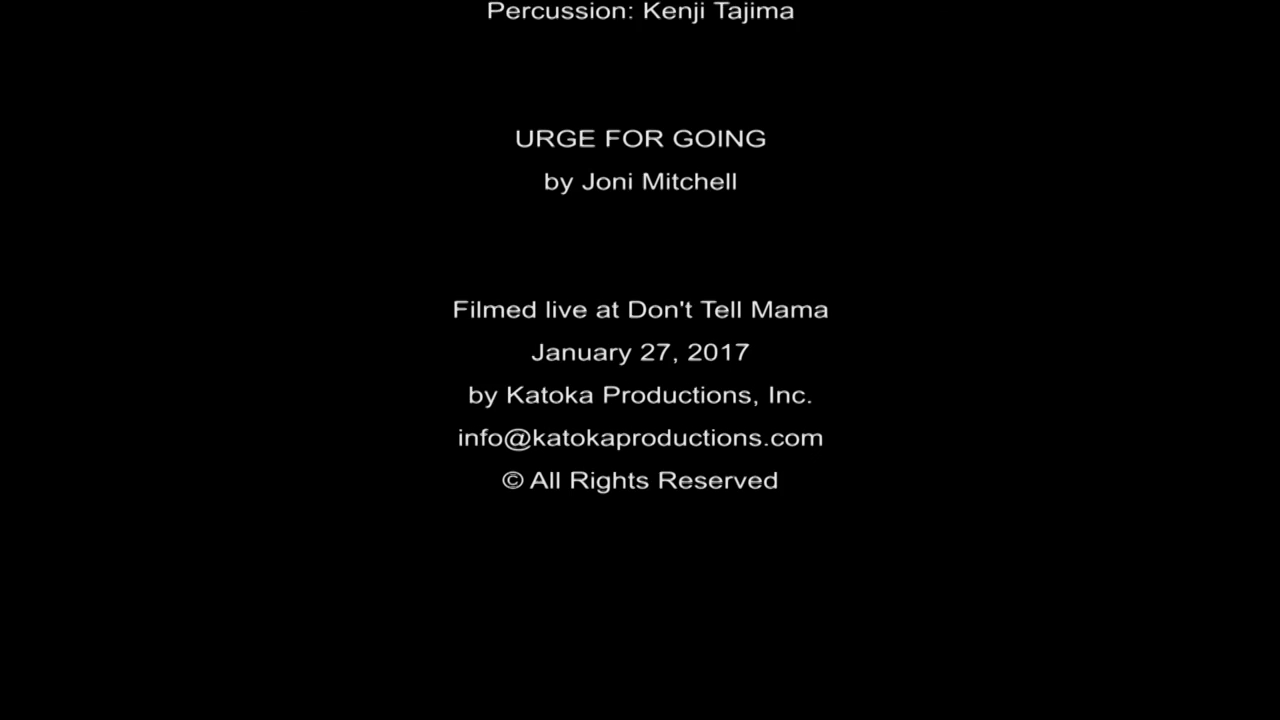 Percussion: Kenji Tajima
URGE FOR GOING
by Joni Mitchell
Filmed live at Don't Tell Mama
January 27, 2017
by Katoka Productions, Inc.
info@katokaproductions.com
© All Rights Reserved